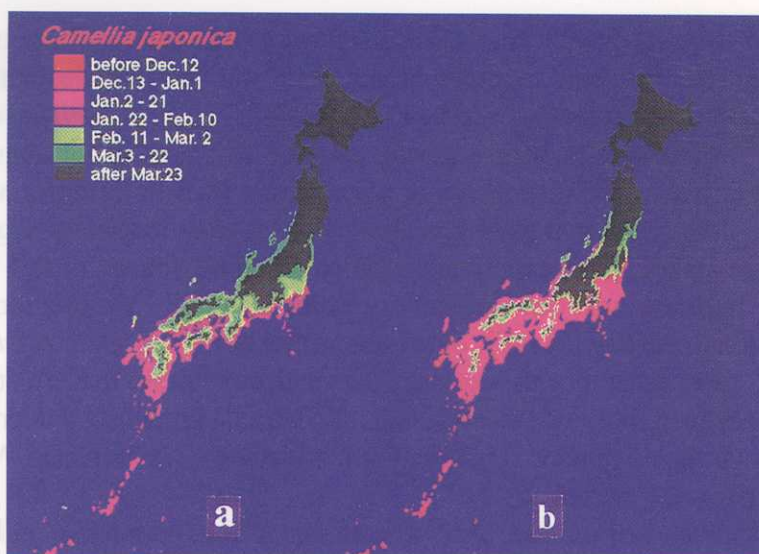 Camellia japonica
before Dec.12
Dec.13 - Jan.1
Jan.2 - 21
Jan. 22 - Feb.10
Feb. 11 - Mar. 2
Mar.3 - 22
after Mar.23
a
b